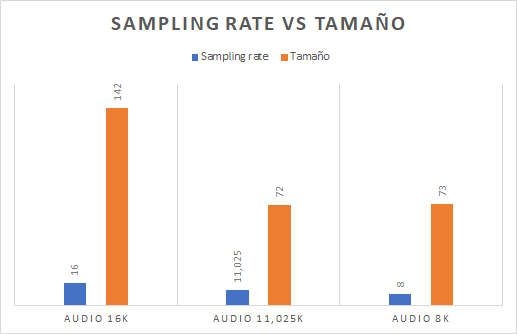 SAMPLING RATE VS TAMAÑO
Sampling rate Tamaño
16
142
11,025
72
8
73
AUDIO 16K AUDIO 11,025K AUDIO 8K